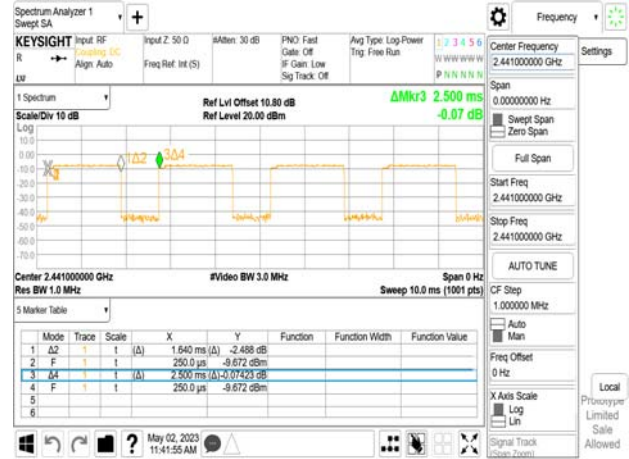 Spectrum Analyzer 1
Swept SA
+
Frequency
KEYSIGHT
Input: RF
Coupling: DC
Align: Auto
Input Z: 50 Ω
Freq Ref: Int (S)
#Atten: 30 dB
PNO: Fast
Gate: Off
IF Gain: Low
Sig Track: Off
Avg Type: Log-Power
Trig: Free Run
1 2 3 4 5 6
W W W W W W
P N N N N N
R
LU
Center Frequency
2.441000000 GHz
Settings
1 Spectrum
Scale/Div 10 dB
Ref Lvl Offset 10.80 dB
Ref Level 20.00 dBm
ΔMkr3 2.500 ms
-0.07 dB
Span
0.00000000 Hz
Swept Span
Zero Span
Full Span
Start Freq
2.441000000 GHz
Stop Freq
2.441000000 GHz
AUTO TUNE
CF Step
1.000000 MHz
Auto
Man
Freq Offset
0 Hz
X Axis Scale
Log
Lin
Signal Track
(Span Zoom)
Local
Prototype
Limited
Sale
Allowed
Log
10.0
0.00
-10.0
-20.0
-30.0
-40.0
-50.0
-60.0
-70.0
1Δ2
3Δ4
Center 2.441000000 GHz
Res BW 1.0 MHz
#Video BW 3.0 MHz
Span 0 Hz
Sweep 10.0 ms (1001 pts)
5 Marker Table
Mode Trace Scale X Y Function Function Width Function Value
1 Δ2 1 t (Δ) 1.640 ms (Δ) -2.488 dB
2 F 1 t 250.0 µs -9.672 dBm
3 Δ4 1 t (Δ) 2.500 ms (Δ) -0.07423 dB
4 F 1 t 250.0 µs -9.672 dBm
5
6
?
May 02, 2023
11:41:55 AM